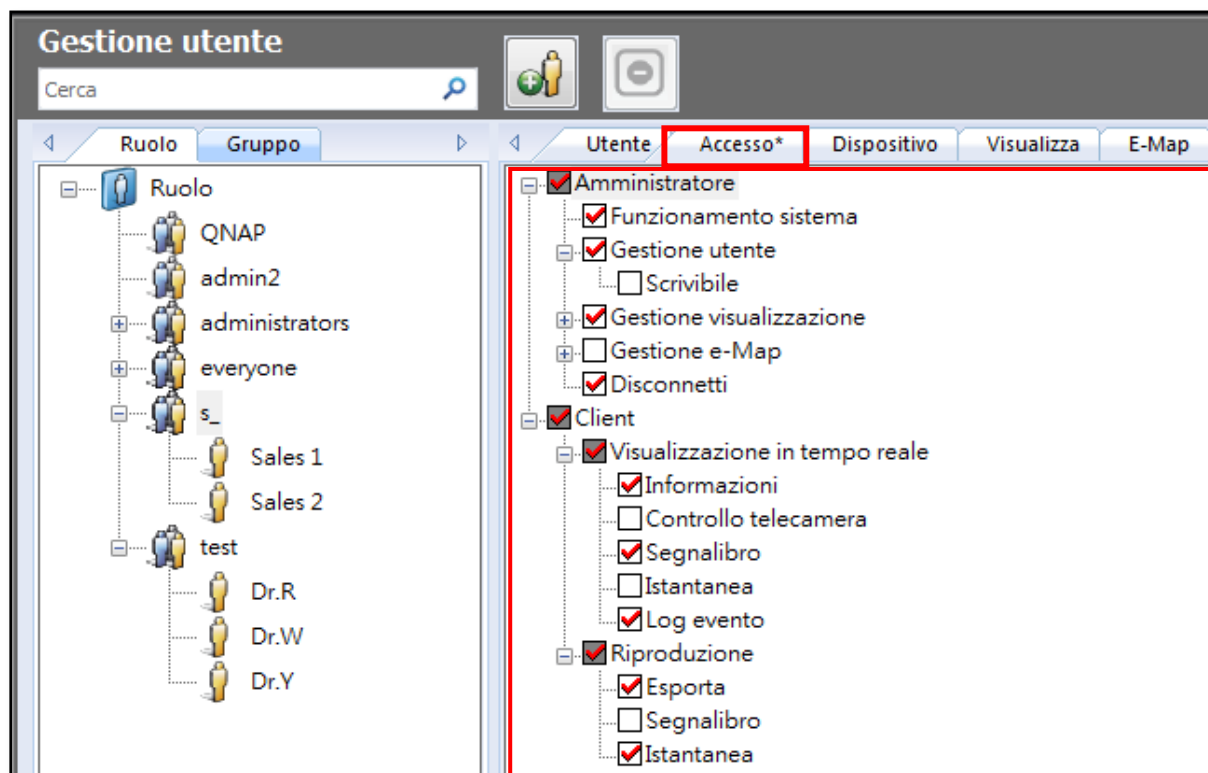 Gestione utente
Cerca
Ruolo Gruppo
Ruolo
QNAP
admin2
administrators
everyone
s_
Sales 1
Sales 2
test
Dr.R
Dr.W
Dr.Y
Utente Accesso* Dispositivo Visualizza E-Map
Amministratore
Funzionamento sistema
Gestione utente
Scrivibile
Gestione visualizzazione
Gestione e-Map
Disconnetti
Client
Visualizzazione in tempo reale
Informazioni
Controllo telecamera
Segnalibro
Istantanea
Log evento
Riproduzione
Esporta
Segnalibro
Istantanea